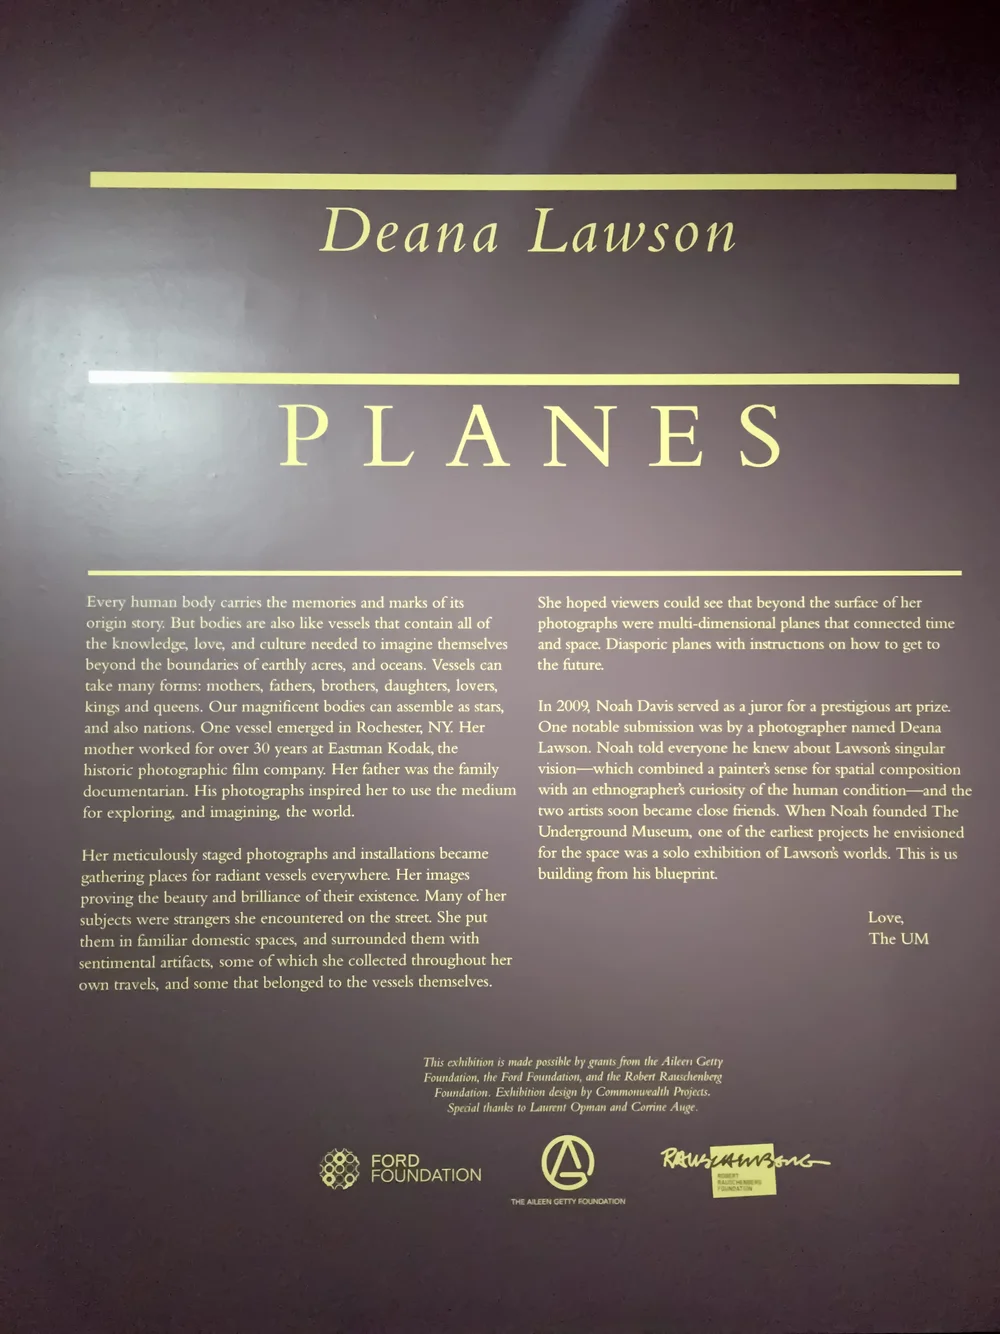 Deana Lawson
PLANES
Every human body carries the memories and marks of its
origin story. But bodies are also like vessels that contain all of
the knowledge, love, and culture needed to imagine themselves
beyond the boundaries of earthly acres, and oceans. Vessels can
take many forms: mothers, fathers, brothers, daughters, lovers,
kings and queens. Our magnificent bodies can assemble as stars,
and also nations. One vessel emerged in Rochester, NY. Her
mother worked for over 30 years at Eastman Kodak, the
historic photographic film company. Her father was the family
documentarian. His photographs inspired her to use the medium
for exploring, and imagining, the world.
Her meticulously staged photographs and installations became
gathering places for radiant vessels everywhere. Her images
proving the beauty and brilliance of their existence. Many of her
subjects were strangers she encountered on the street. She put
them in familiar domestic spaces, and surrounded them with
sentimental artifacts, some of which she collected throughout her
own travels, and some that belonged to the vessels themselves.
She hoped viewers could see that beyond the surface of her
photographs were multi-dimensional planes that connected time
and space. Diasporic planes with instructions on how to get to
the future.
In 2009, Noah Davis served as a juror for a prestigious art prize.
One notable submission was by a photographer named Deana
Lawson. Noah told everyone he knew about Lawson's singular
vision—which combined a painter's sense for spatial composition
with an ethnographer's curiosity of the human condition—and the
two artists soon became close friends. When Noah founded The
Underground Museum, one of the earliest projects he envisioned
for the space was a solo exhibition of Lawson's worlds. This is us
building from his blueprint.
Love,
The UM
This exhibition is made possible by grants from the Aileen Getty
Foundation, the Ford Foundation, and the Robert Rauschenberg
Foundation. Exhibition design by Commonwealth Projects.
Special thanks to Laurent Opman and Corrine Auge.
FORD
FOUNDATION
THE AILEEN GETTY FOUNDATION
RAUSCHENBERG
ROBERT
RAUSCHENBERG
FOUNDATION